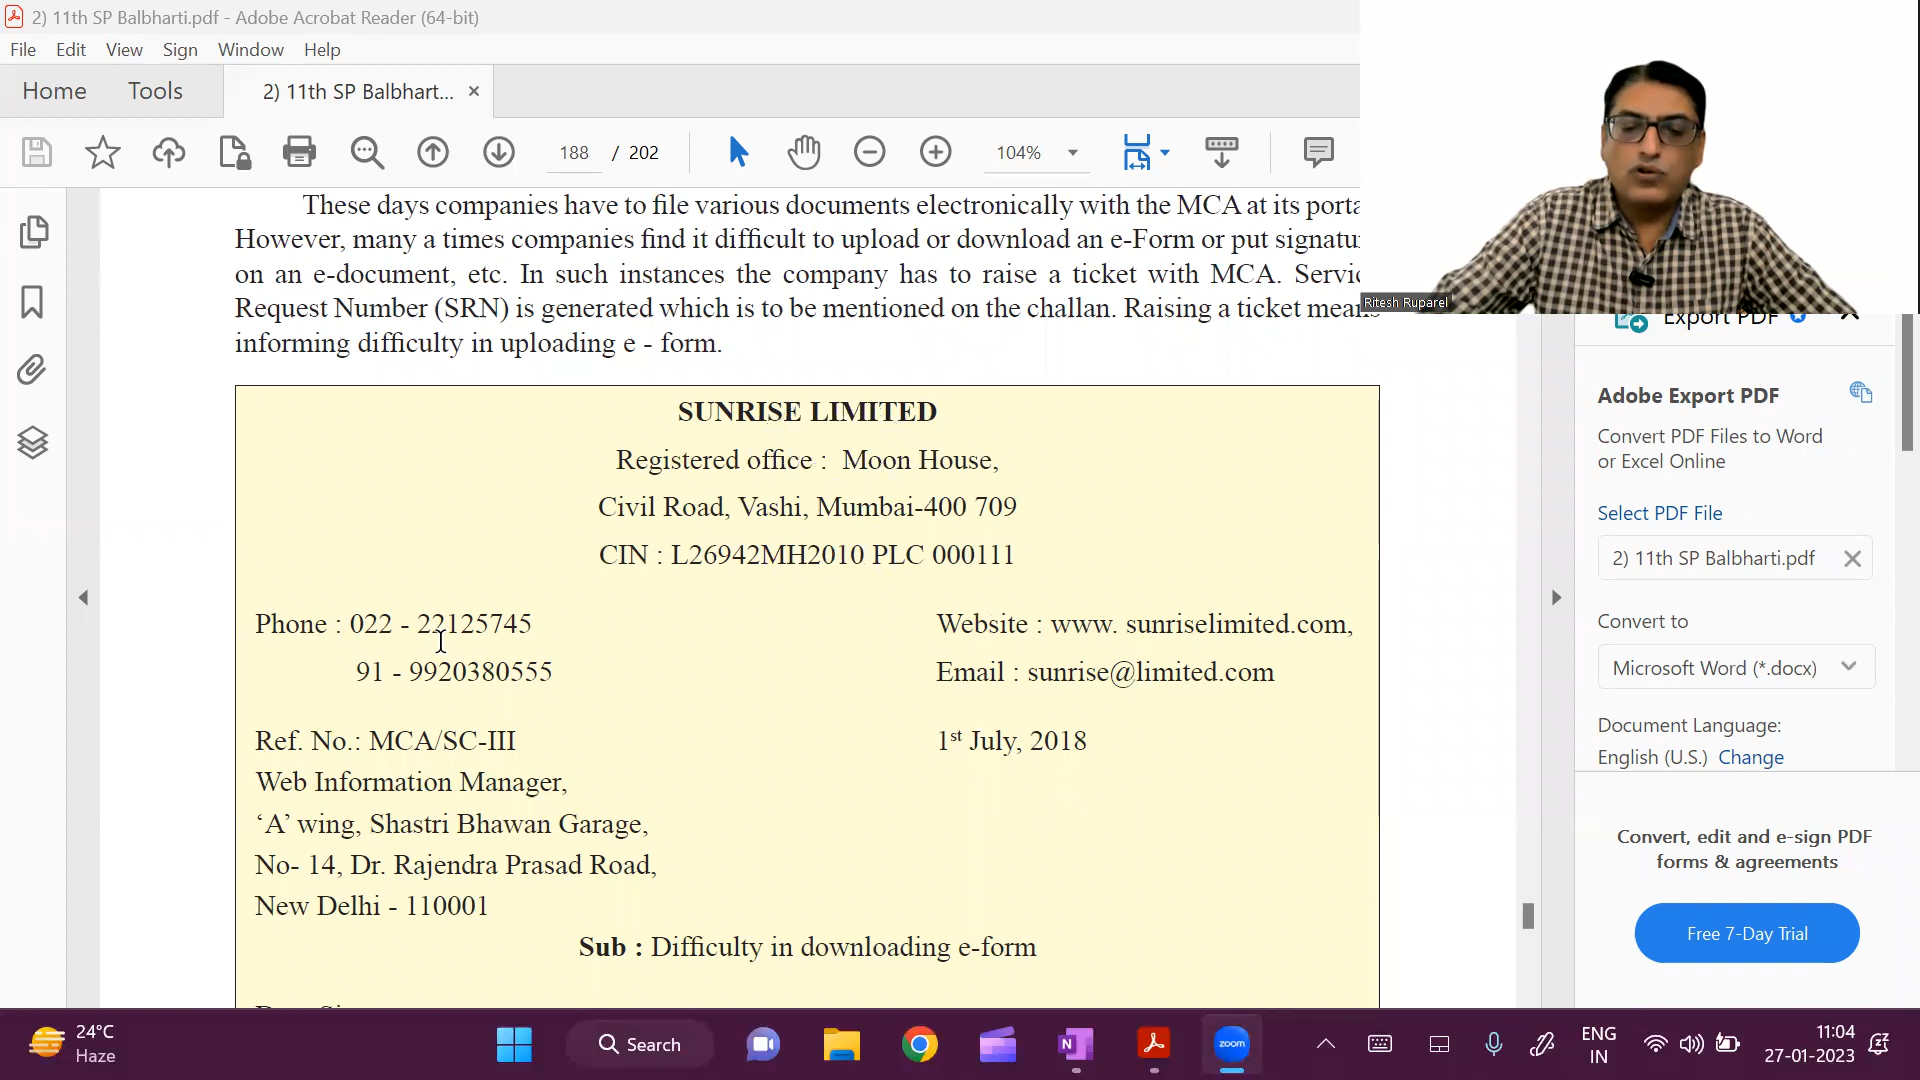 2) 11th SP Balbharti.pdf - Adobe Acrobat Reader (64-bit)
File Edit View Sign Window Help
Home Tools 2) 11th SP Balbhart... ×
188 / 202 104%
These days companies have to file various documents electronically with the MCA at its
However, many a times companies find it difficult to upload or download an e-Form or put
on an e-document, etc. In such instances the company has to raise a ticket with MCA.
Request Number (SRN) is generated which is to be mentioned on the challan. Raising a ticket
informing difficulty in uploading e - form.
Ritesh Ruparel
SUNRISE LIMITED
Registered office : Moon House,
Civil Road, Vashi, Mumbai-400 709
CIN : L26942MH2010 PLC 000111
Phone : 022 - 22125745 Website : www. sunriselimited.com,
91 - 9920380555 Email : sunrise@limited.com
Ref. No.: MCA/SC-III 1st July, 2018
Web Information Manager,
‘A’ wing, Shastri Bhawan Garage,
No- 14, Dr. Rajendra Prasad Road,
New Delhi - 110001
Sub : Difficulty in downloading e-form
Export PDF
Adobe Export PDF
Convert PDF Files to Word
or Excel Online
Select PDF File
2) 11th SP Balbharti.pdf
Convert to
Microsoft Word (*.docx)
Document Language:
English (U.S.) Change
Convert, edit and e-sign PDF
forms & agreements
Free 7-Day Trial
24°C
Haze
Search
zoom
ENG
IN
11:04
27-01-2023